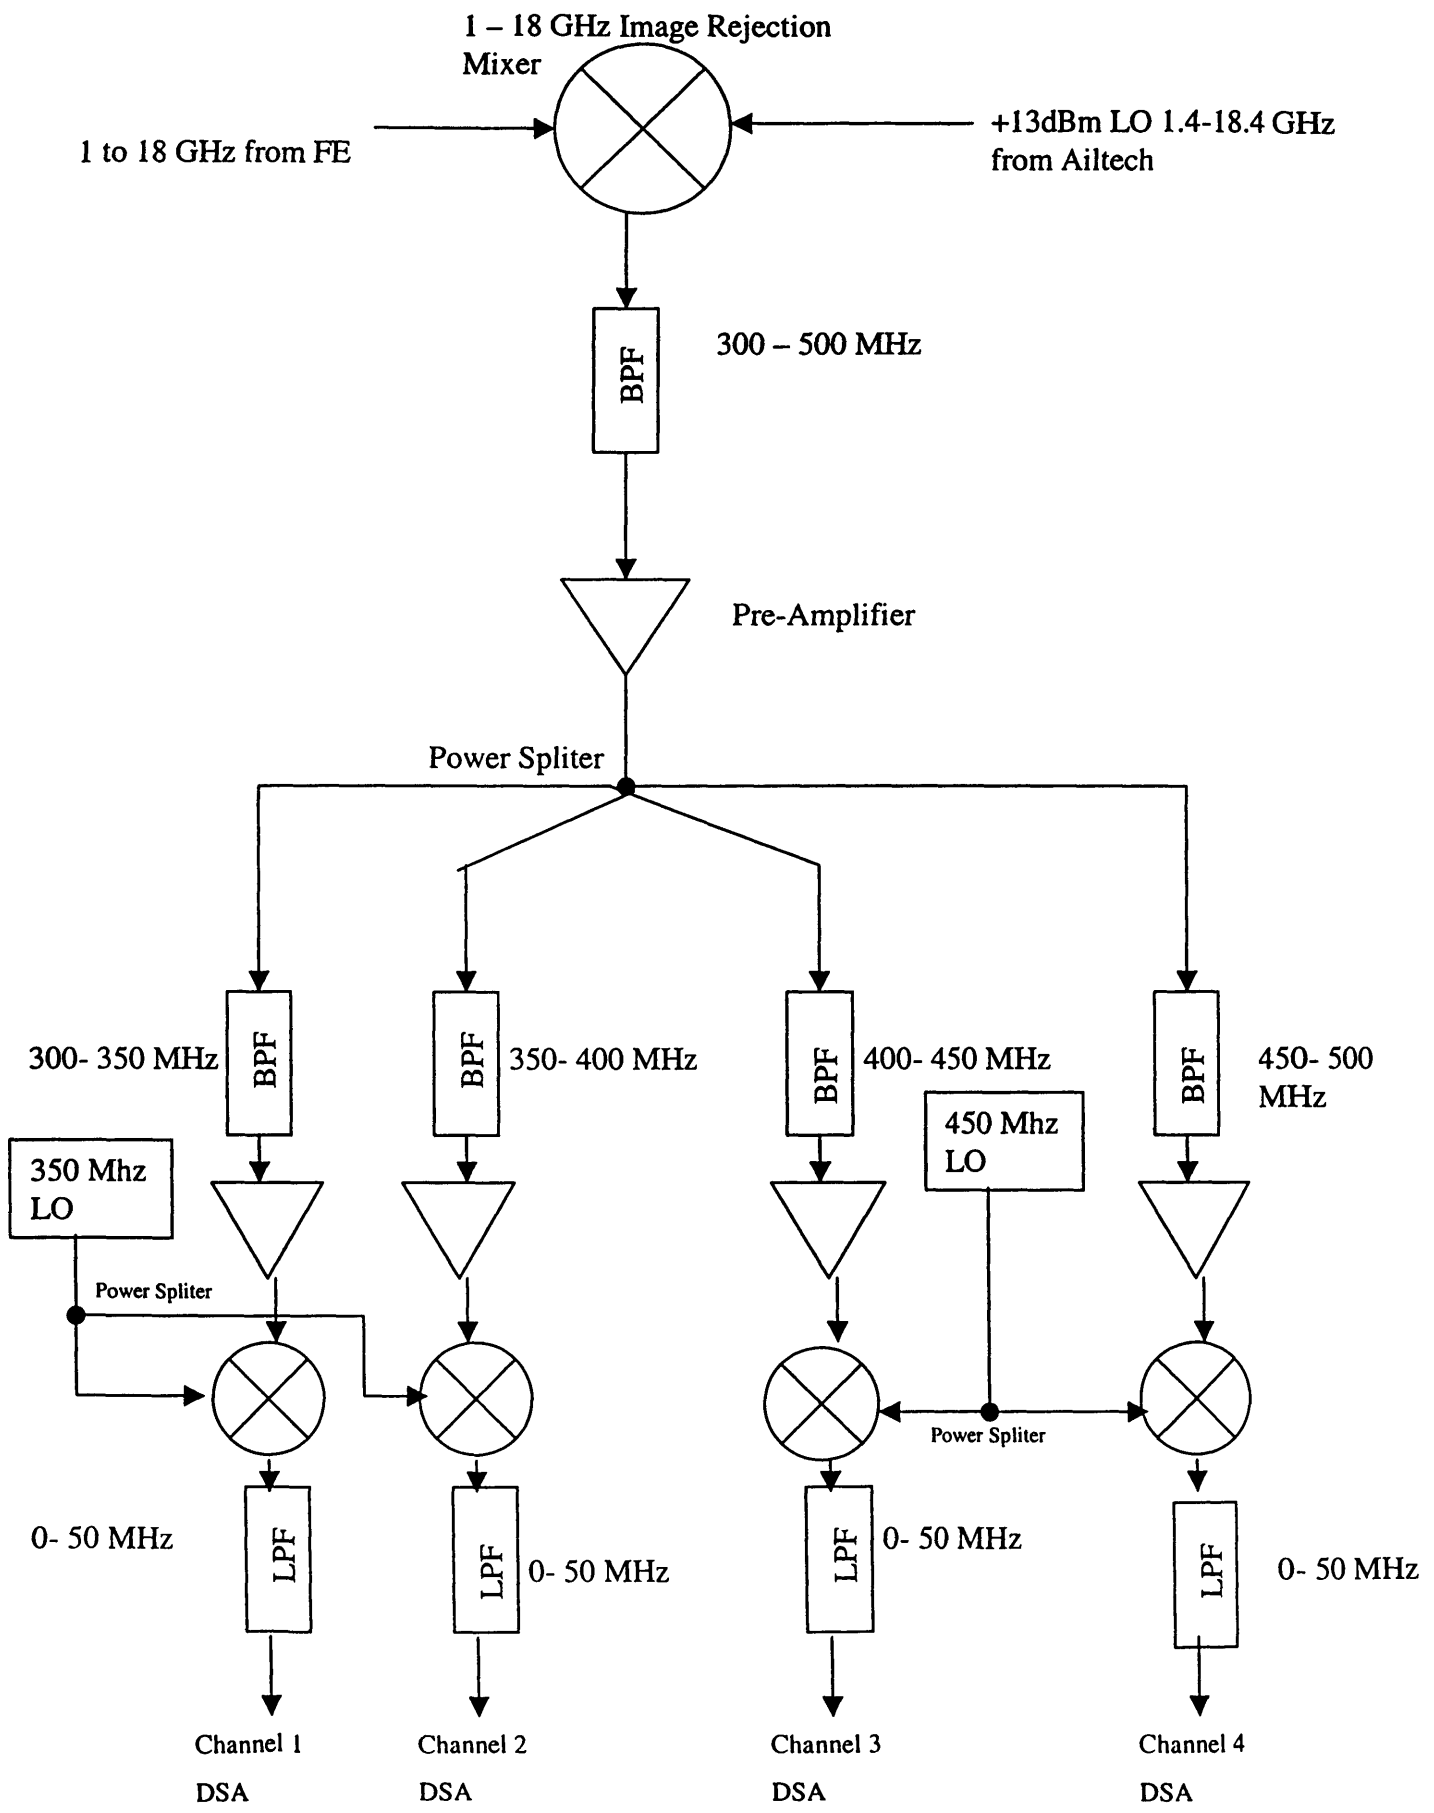 1 – 18 GHz Image Rejection
Mixer
1 to 18 GHz from FE
+13dBm LO 1.4-18.4 GHz
from Ailtech
BPF
300 – 500 MHz
Pre-Amplifier
Power Spliter
300- 350 MHz
BPF
BPF
350- 400 MHz
BPF
400- 450 MHz
BPF
450- 500
MHz
350 Mhz
LO
450 Mhz
LO
Power Spliter
Power Spliter
0- 50 MHz
LPF
LPF
0- 50 MHz
LPF
0- 50 MHz
LPF
0- 50 MHz
Channel 1
DSA
Channel 2
DSA
Channel 3
DSA
Channel 4
DSA